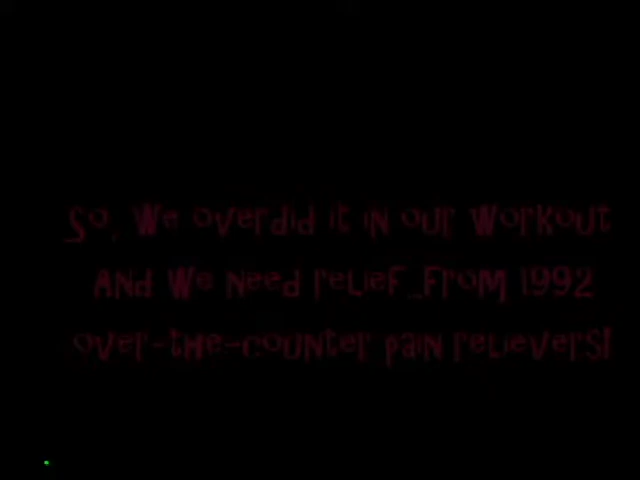 So, We overdid it in our workout
And We Need relief...From 1992
over-the-counter pain relievers!